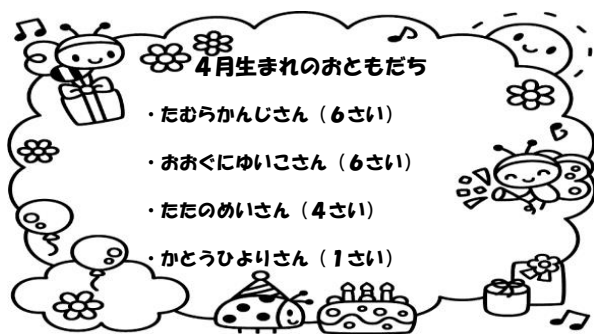 ４月生まれのおともだち
・たむらかんじさん（６さい）
・おおぐにゆいこさん（６さい）
・たたのめいさん（４さい）
・かとうひよりさん（１さい）